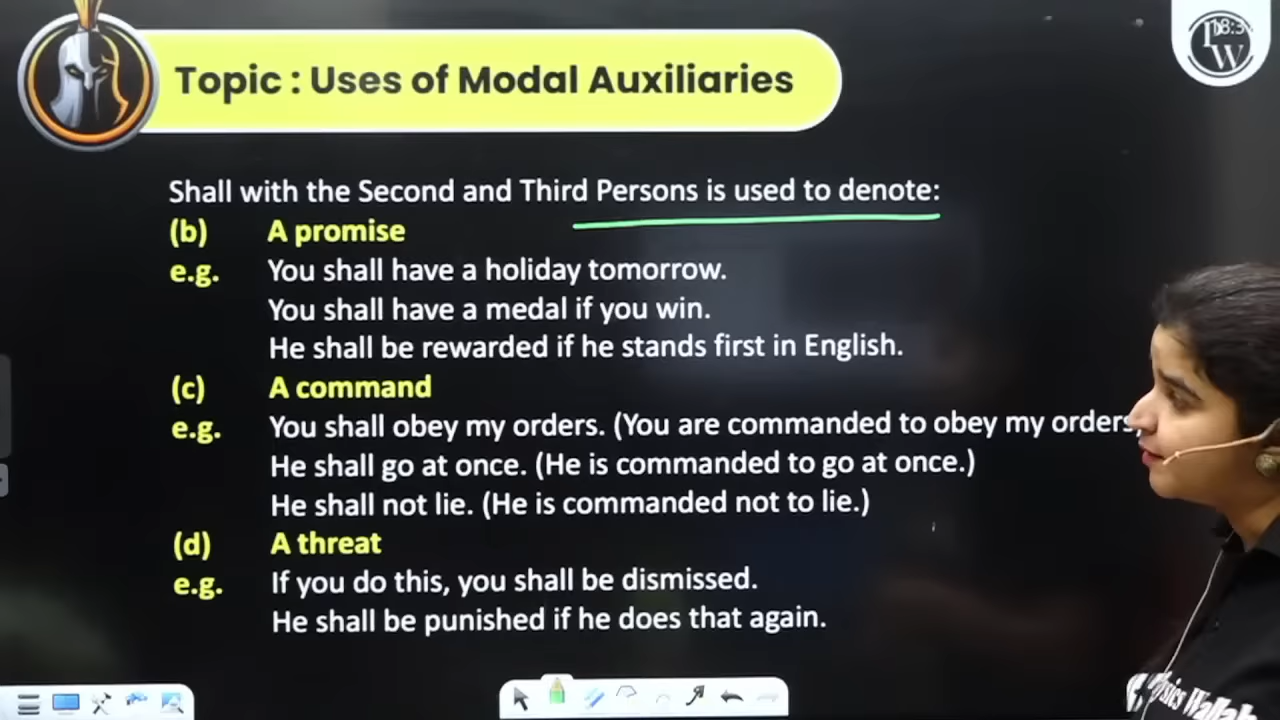 Topic : Uses of Modal Auxiliaries
Shall with the Second and Third Persons is used to denote:
(b) A promise
e.g. You shall have a holiday tomorrow.
You shall have a medal if you win.
He shall be rewarded if he stands first in English.
(c) A command
e.g. You shall obey my orders. (You are commanded to obey my orders
He shall go at once. (He is commanded to go at once.)
He shall not lie. (He is commanded not to lie.)
(d) A threat
e.g. If you do this, you shall be dismissed.
He shall be punished if he does that again.